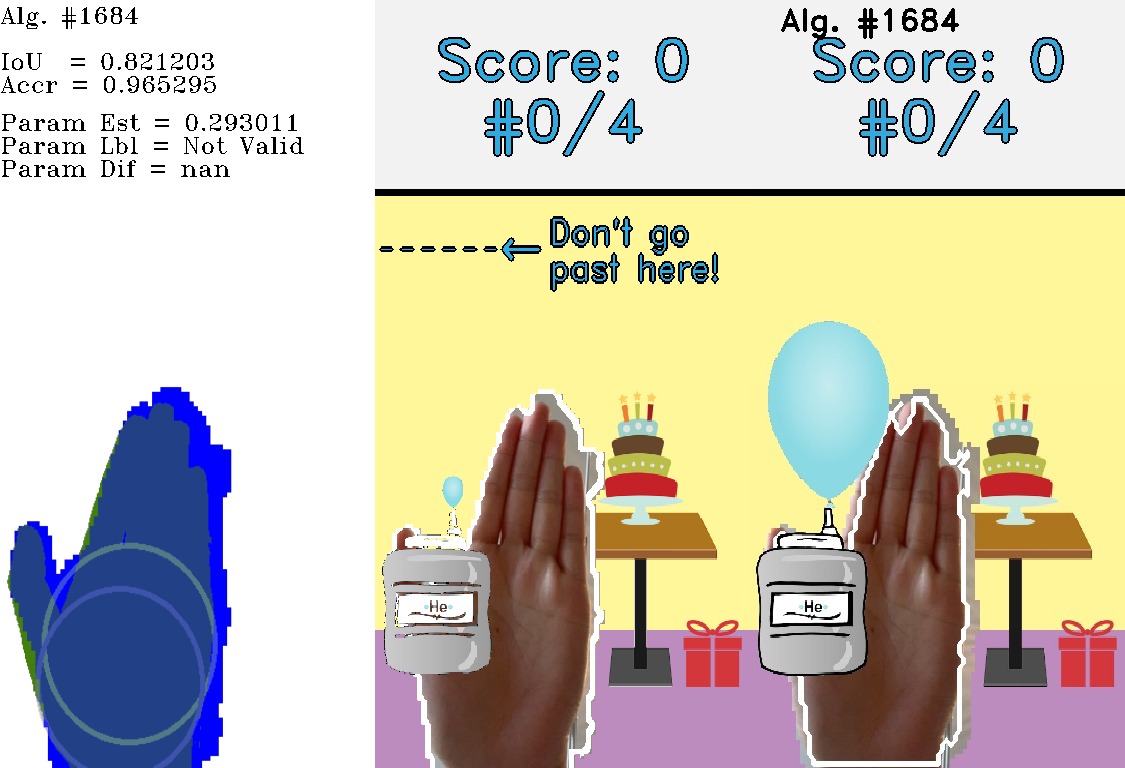 Alg. #1684
IoU = 0.821203
Accr = 0.965295
Param Est = 0.293011
Param Lbl = Not Valid
Param Dif = nan
Score: 0
#0/4
Don't go
past here!
He
Alg. #1684
Score: 0
#0/4
He